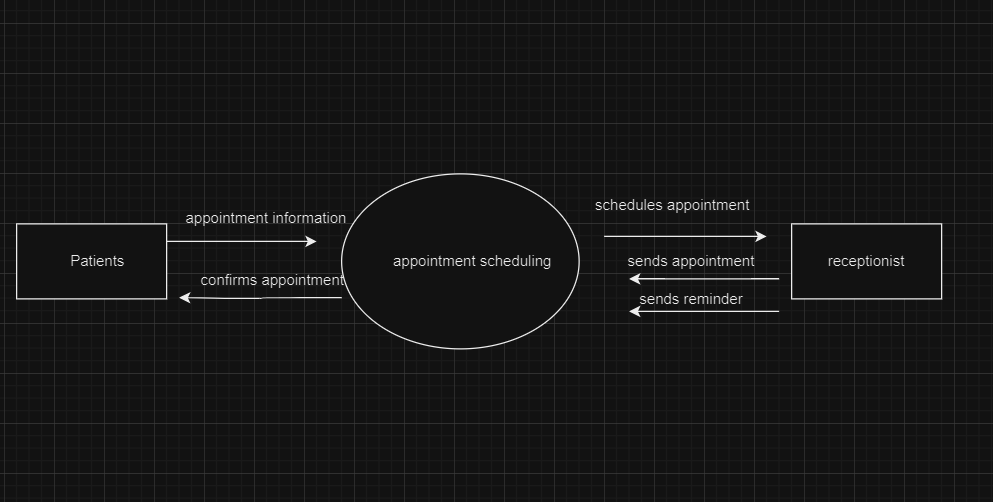 appointment information
Patients
confirms appointment
appointment scheduling
schedules appointment
sends appointment
sends reminder
receptionist